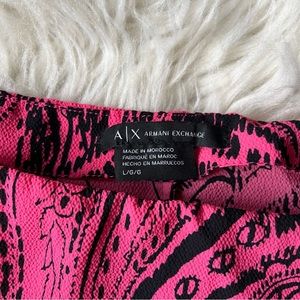 A|X ARMANI EXCHANGE
MADE IN MOROCCO
FABRIQUE EN MAROC
HECHO EN MARRUECOS
L/G/G